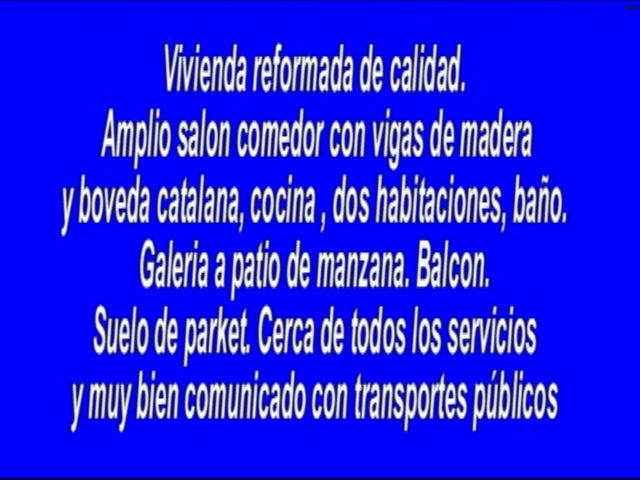 Vivienda reformada de calidad.
Amplio salon comedor con vigas de madera
y boveda catalana, cocina , dos habitaciones, baño.
Galeria a patio de manzana. Balcon.
Suelo de parket. Cerca de todos los servicios
y muy bien comunicado con transportes públicos